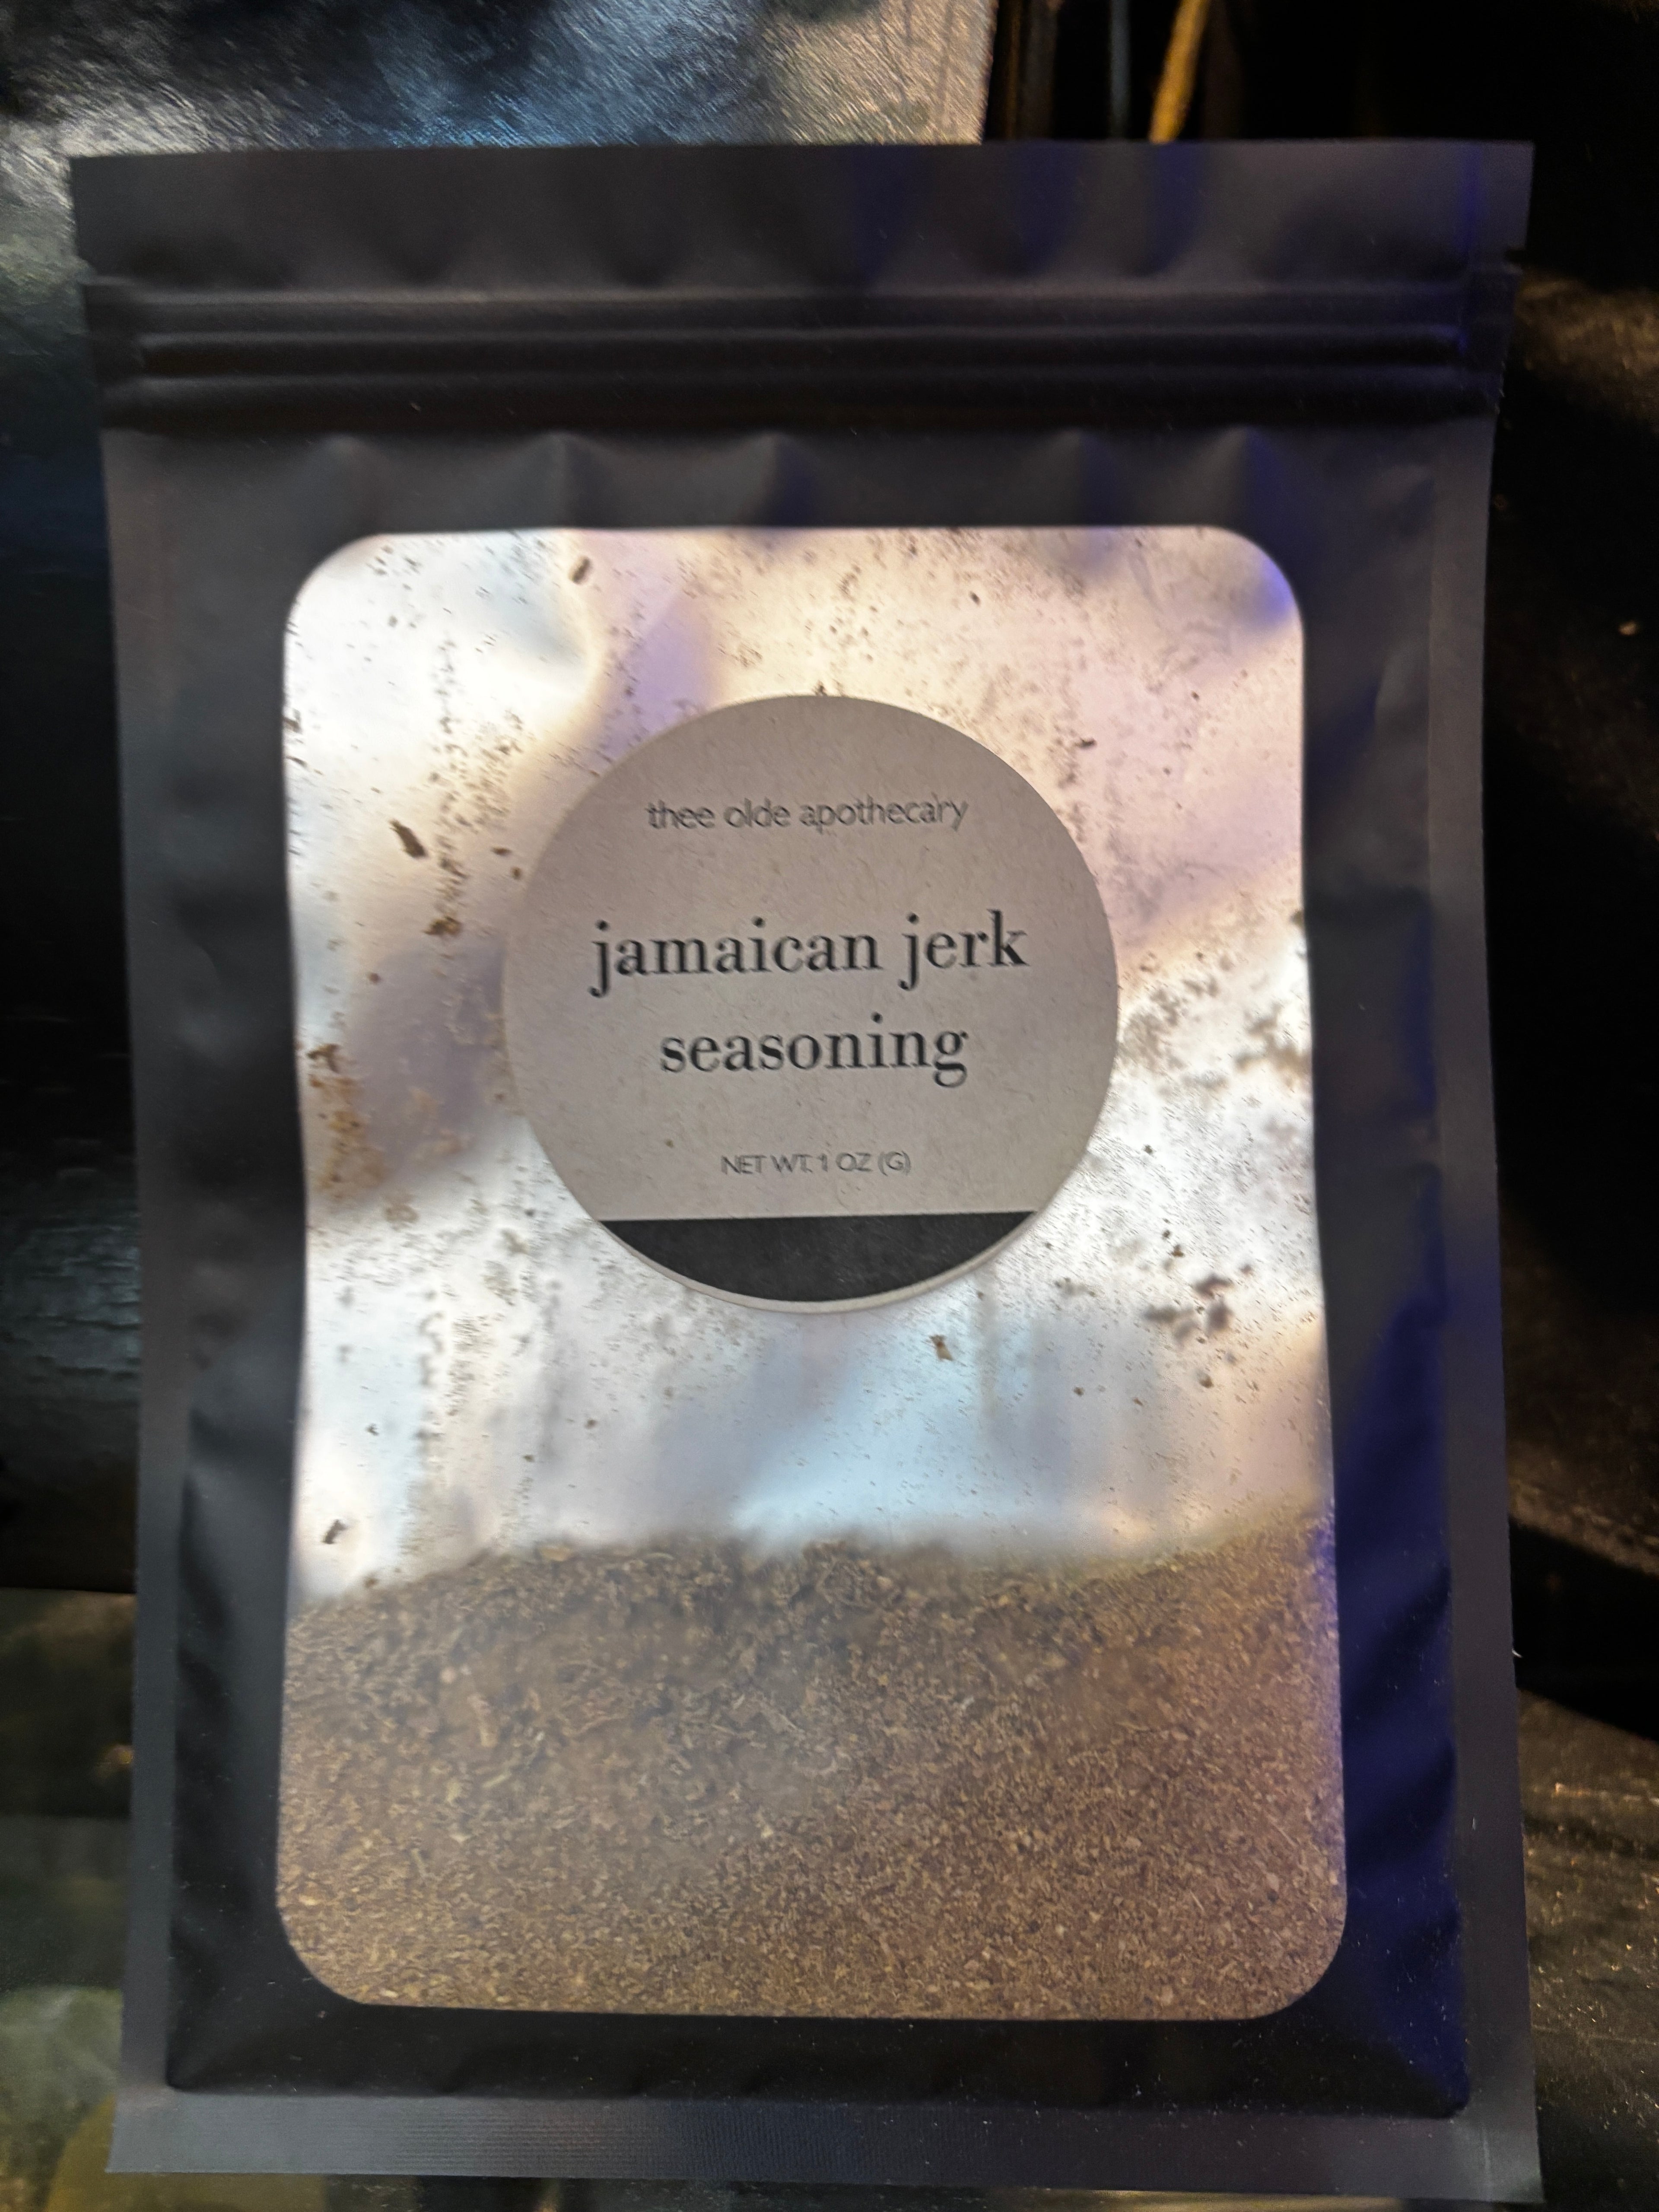 thee olde apothecary
jamaican jerk
seasoning
NET WT. 1 OZ (G)